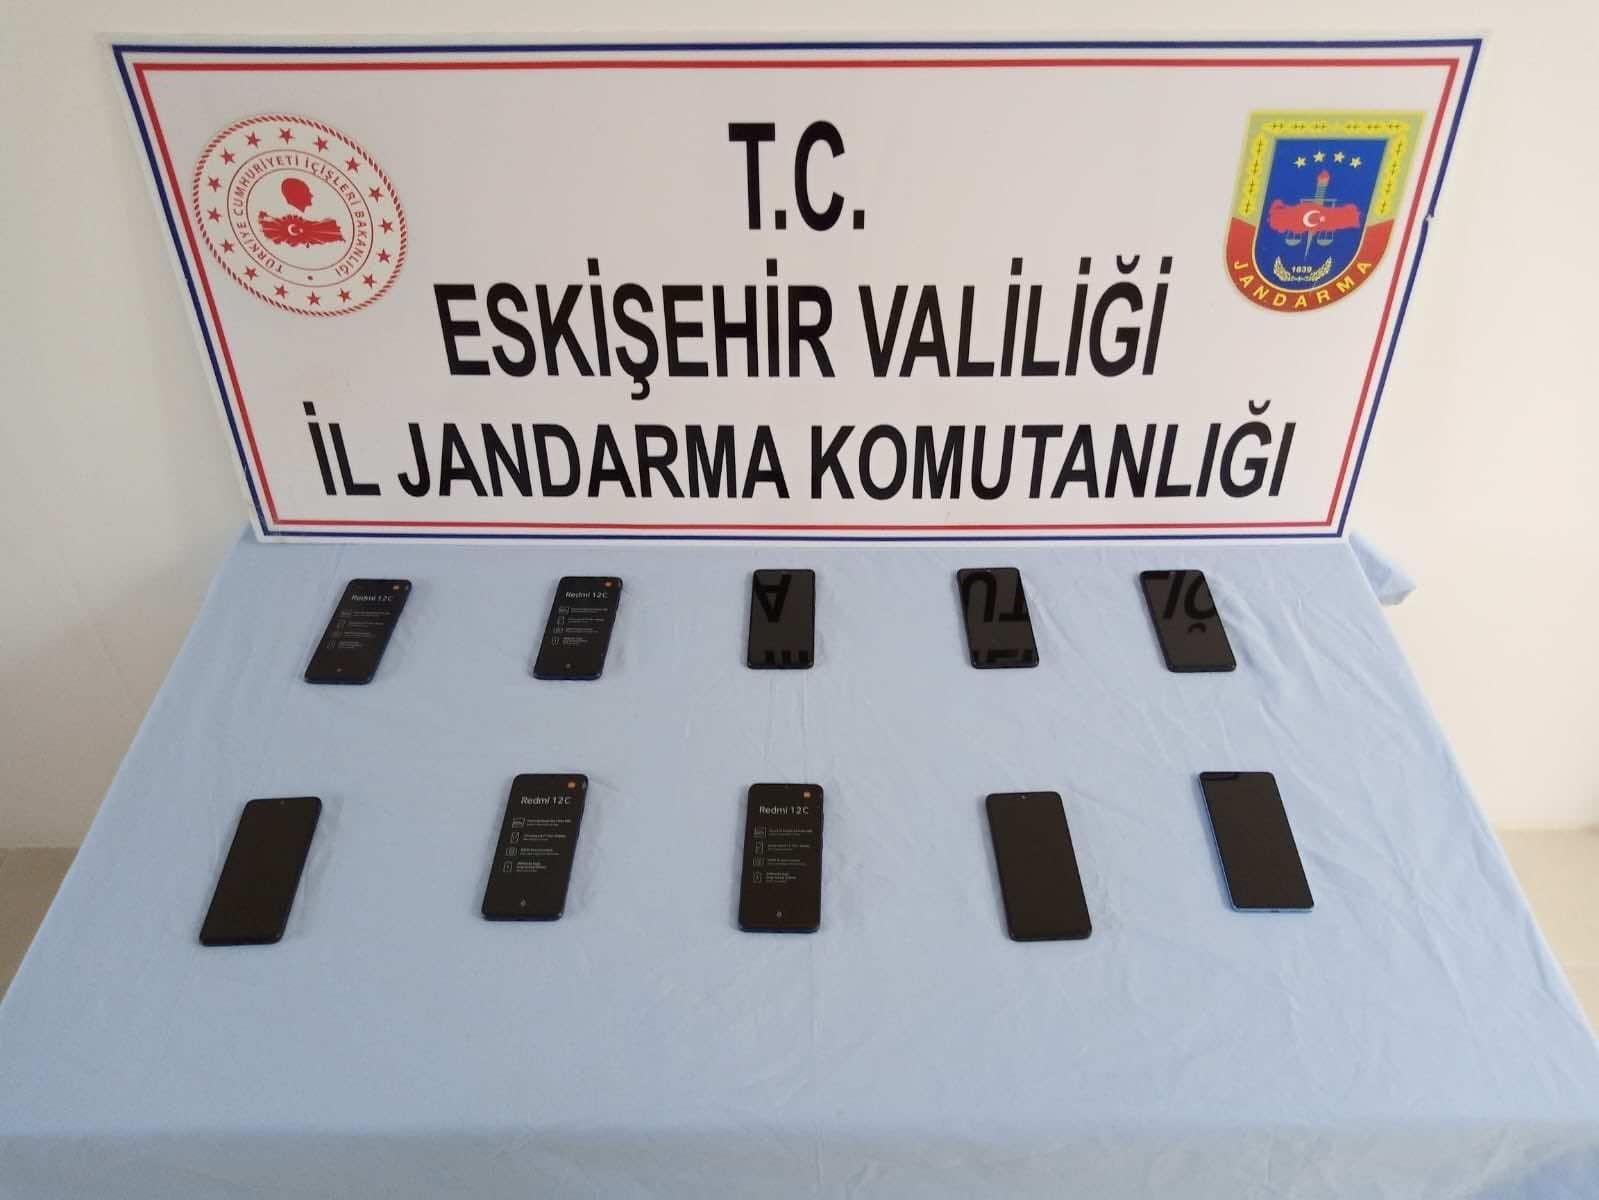 T.C.
ESKİŞEHİR VALİLİĞİ
İL JANDARMA KOMUTANLIĞI
TÜRKİYE CUMHURİYETİ İÇİŞLERİ BAKANLIĞI
1839
JANDARMA
Redmi 12C
Redmi 12C
Redmi 12C
Redmi 12C